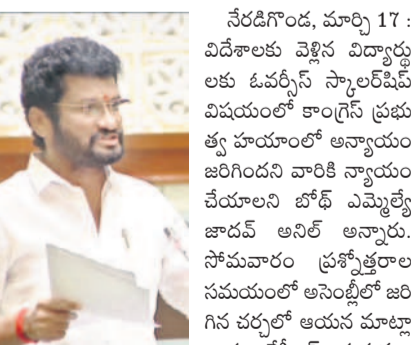 నేరడిగొండ, మార్చి 17 :
విదేశాలకు వెళ్లిన విద్యార్థు
లకు ఓవర్సీస్ స్కాలర్‌షిప్
విషయంలో కాంగ్రెస్ ప్రభు
త్వ హయాంలో అన్యాయం
జరిగిందని వారికి న్యాయం
చేయాలని బోథ్ ఎమ్మెల్యే
జాదవ్ అనిల్ అన్నారు.
సోమవారం ప్రశ్నోత్తరాల
సమయంలో అసెంబ్లీలో జరి
గిన చర్చలో ఆయన మాట్లా